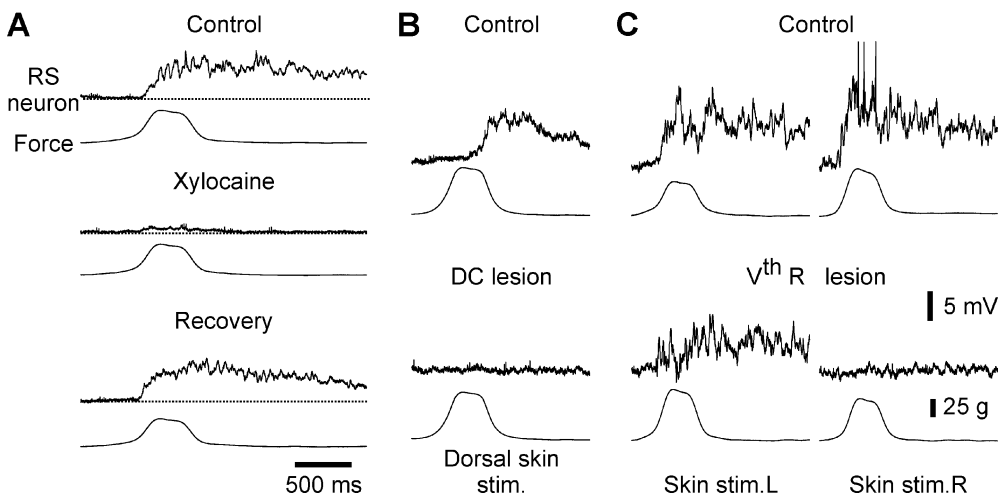 A
B
C
Control
Control
Control
RS
neuron
Force
Xylocaine
DC lesion
Vth R lesion
5 mV
Recovery
25 g
500 ms
Dorsal skin
stim.
Skin stim.L
Skin stim.R